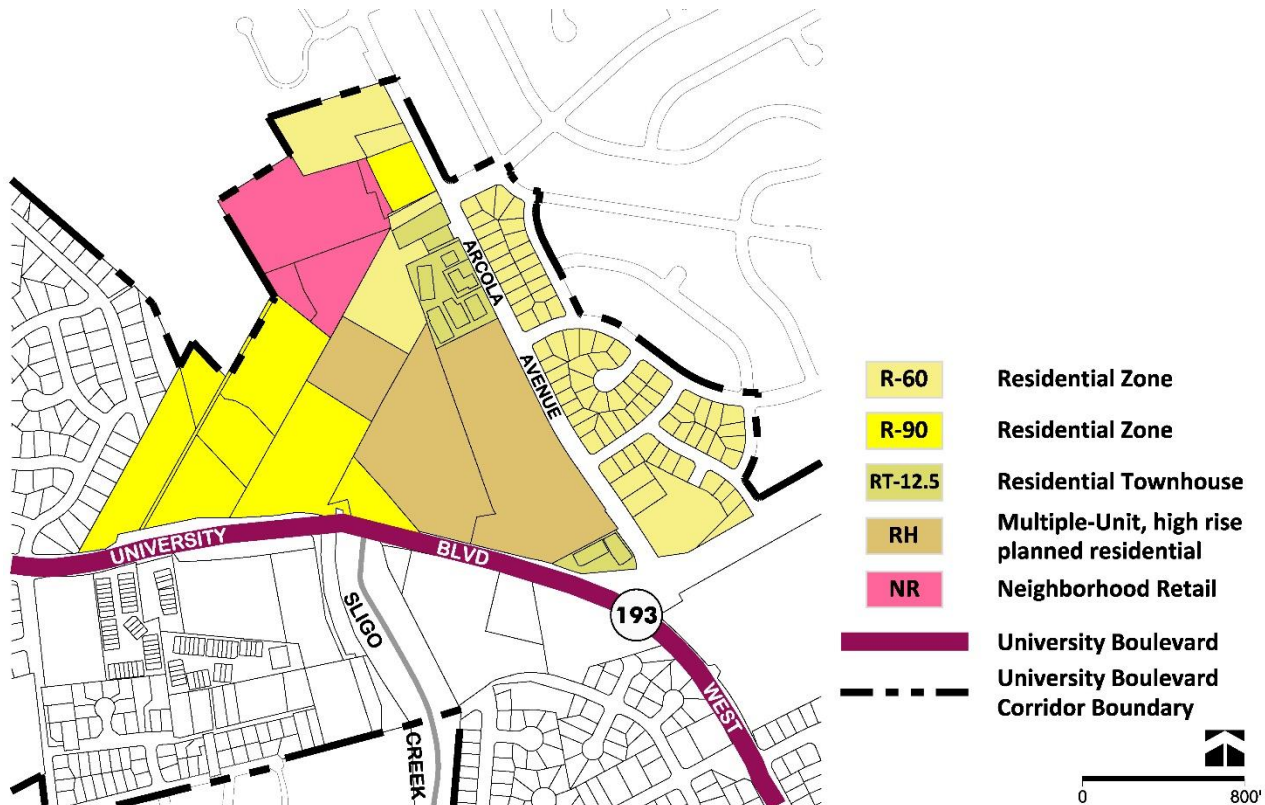 ARCOLA
AVENUE
UNIVERSITY
BLVD
193
WEST
SLIGO
CREEK
R-60 Residential Zone
R-90 Residential Zone
RT-12.5 Residential Townhouse
RH Multiple-Unit, high rise
planned residential
NR Neighborhood Retail
University Boulevard
University Boulevard
Corridor Boundary
0 800'